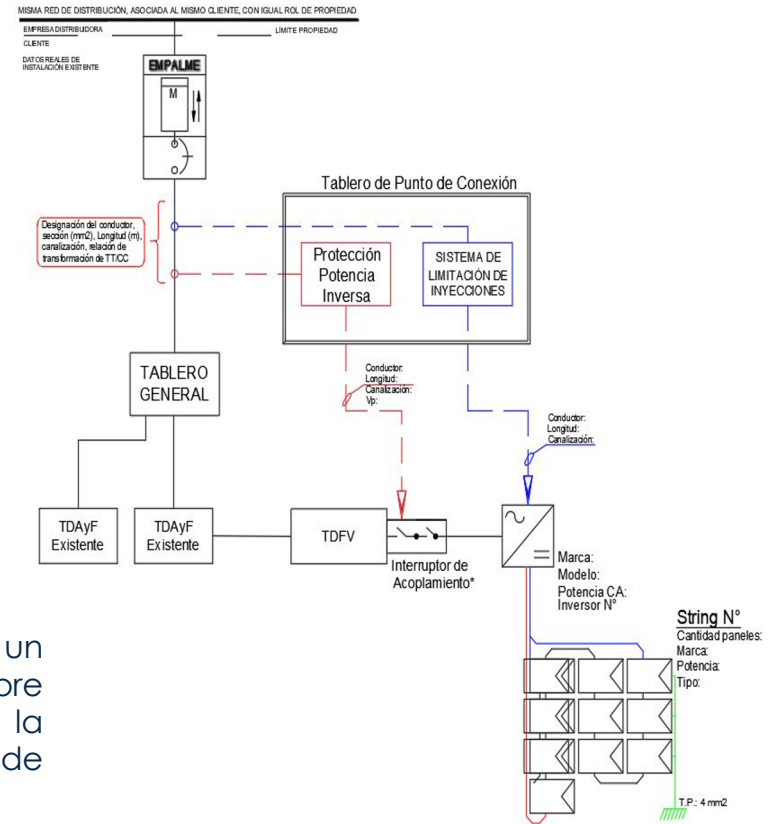 MISMA RED DE DISTRIBUCIÓN, ASOCIADA AL MISMO CLIENTE, CON IGUAL ROL DE PROPIEDAD
EMPRESA DISTRIBUIDORA
LÍMITE PROPIEDAD
CLIENTE
DATOS REALES DE
INSTALACIÓN EXISTENTE
EMPALME
M
Tablero de Punto de Conexión
Designación del conductor,
sección (mm2), Longitud (m),
canalización, relación de
transformación de TT/CC
Protección
Potencia
Inversa
SISTEMA DE
LIMITACIÓN DE
INYECCIONES
TABLERO
GENERAL
Conductor:
Longitud:
Canalización:
Vp:
Conductor:
Longitud:
Canalización:
TDAyF
Existente
TDAyF
Existente
TDFV
Interruptor de
Acoplamiento*
Marca:
Modelo:
Potencia CA:
Inversor N°
String N°
Cantidad paneles:
Marca:
Potencia:
Tipo:
un
bre
la
de
T.P.: 4 mm2